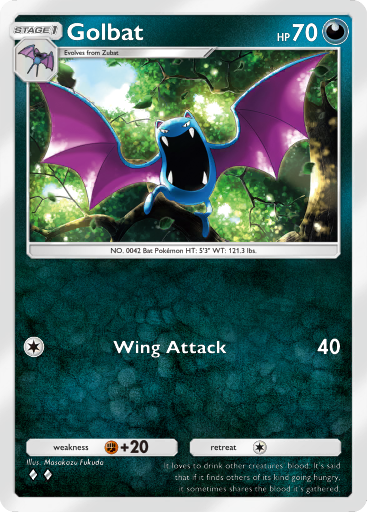 STAGE 1
Golbat
HP 70
Evolves from Zubat
NO. 0042 Bat Pokémon HT: 5'3" WT: 121.3 lbs.
Wing Attack 40
weakness +20
retreat
Illus. Masakazu Fukuda
It loves to drink other creatures' blood. It's said
that if it finds others of its kind going hungry,
it sometimes shares the blood it's gathered.